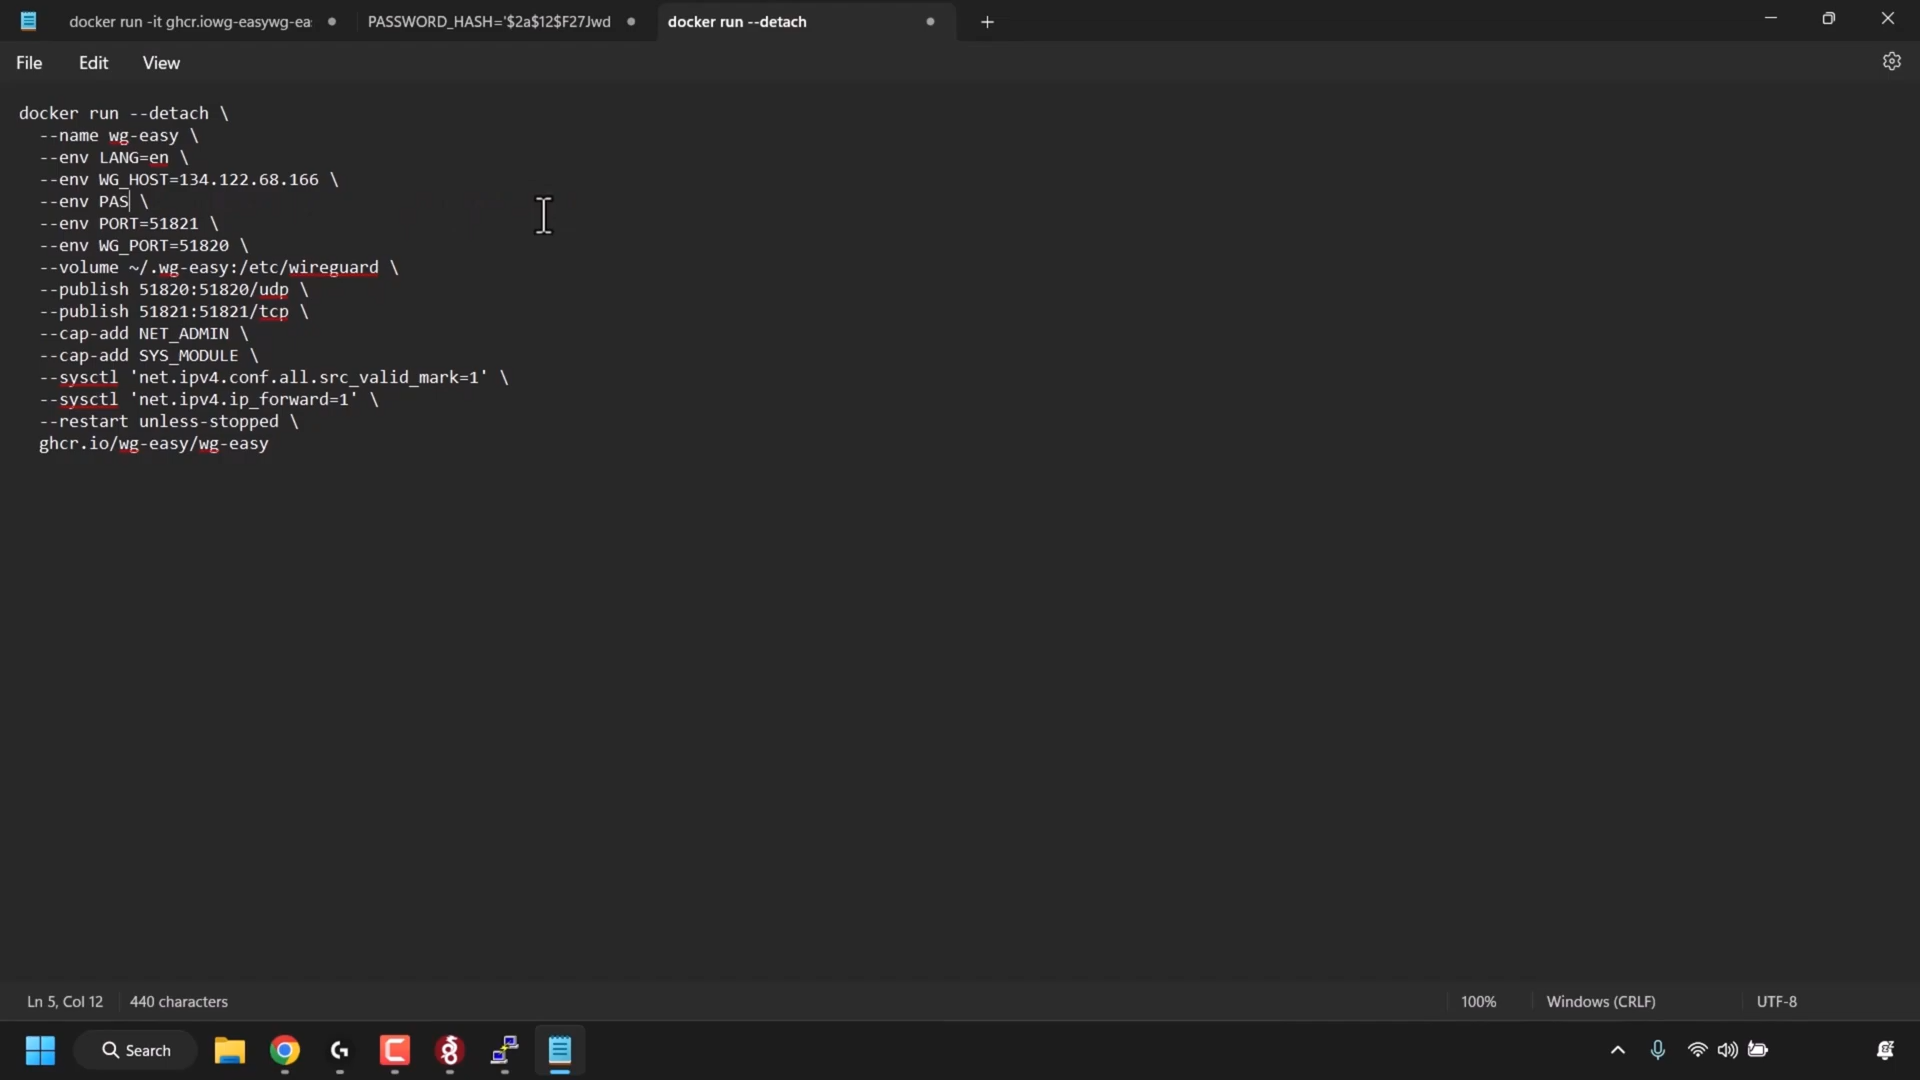 docker run -it ghcr.iowg-easywg-ea
PASSWORD_HASH='$2a$12$F27Jwd
docker run --detach
File
Edit
View
docker run --detach \
--name wg-easy \
--env LANG=en \
--env WG_HOST=134.122.68.166 \
--env PAS \
--env PORT=51821 \
--env WG_PORT=51820 \
--volume ~/.wg-easy:/etc/wireguard \
--publish 51820:51820/udp \
--publish 51821:51821/tcp \
--cap-add NET_ADMIN \
--cap-add SYS_MODULE \
--sysctl 'net.ipv4.conf.all.src_valid_mark=1' \
--sysctl 'net.ipv4.ip_forward=1' \
--restart unless-stopped \
ghcr.io/wg-easy/wg-easy
Ln 5, Col 12
440 characters
100%
Windows (CRLF)
UTF-8
Search